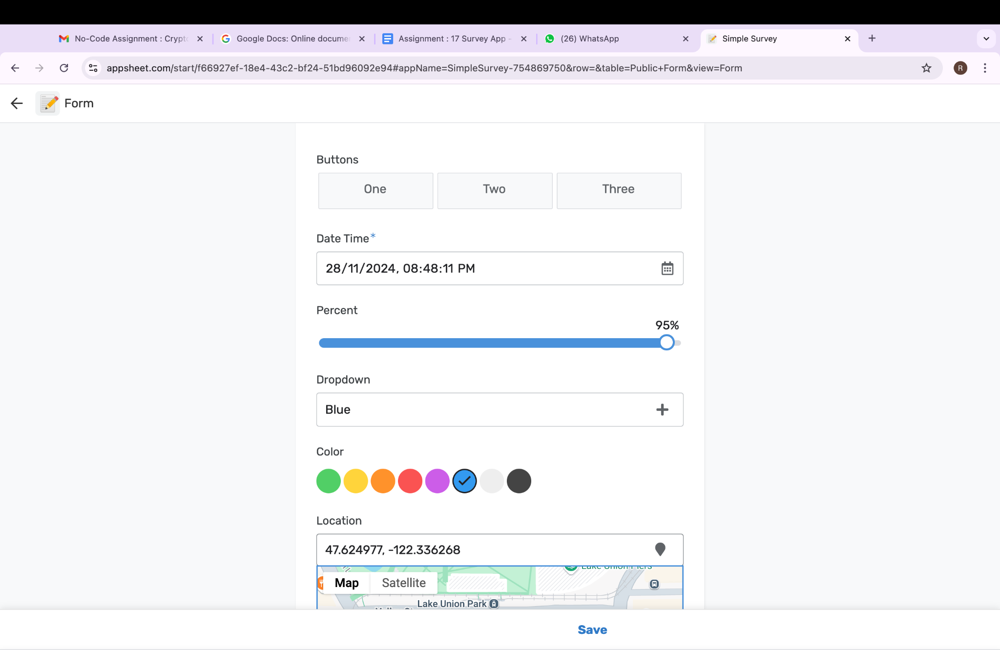 No-Code Assignment : Crypt
Google Docs: Online docume
Assignment : 17 Survey App -
(26) WhatsApp
Simple Survey
appsheet.com/start/f66927ef-18e4-43c2-bf24-51bd96092e94#appName=SimpleSurvey-754869750&row=&table=Public+Form&view=Form
R
Form
Buttons
One Two Three
Date Time*
28/11/2024, 08:48:11 PM
Percent
95%
Dropdown
Blue
Color
Location
47.624977, -122.336268
Lake Union Piers
Map Satellite
Lake Union Park
Save